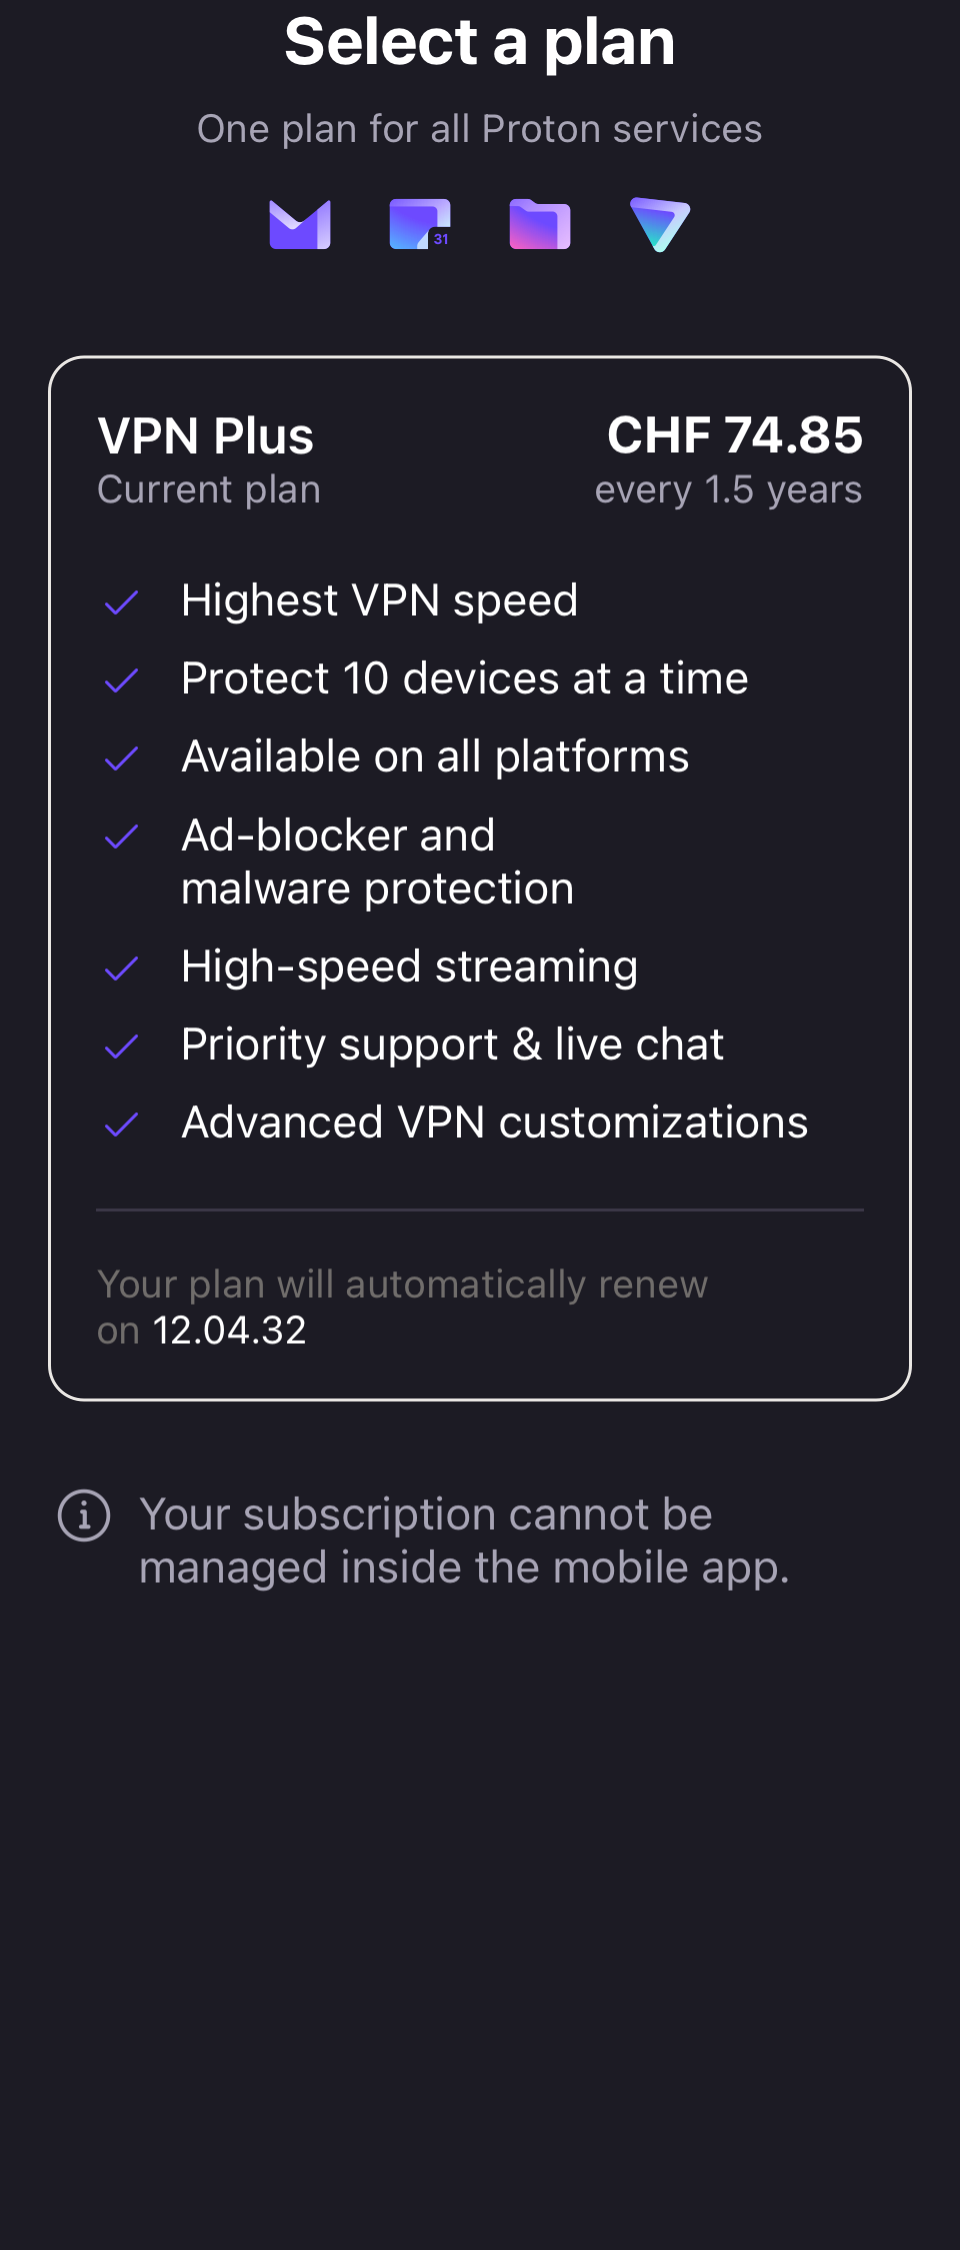 Select a plan
One plan for all Proton services
31
VPN Plus
CHF 74.85
Current plan
every 1.5 years
Highest VPN speed
Protect 10 devices at a time
Available on all platforms
Ad-blocker and
malware protection
High-speed streaming
Priority support & live chat
Advanced VPN customizations
Your plan will automatically renew
on 12.04.32
Your subscription cannot be
managed inside the mobile app.